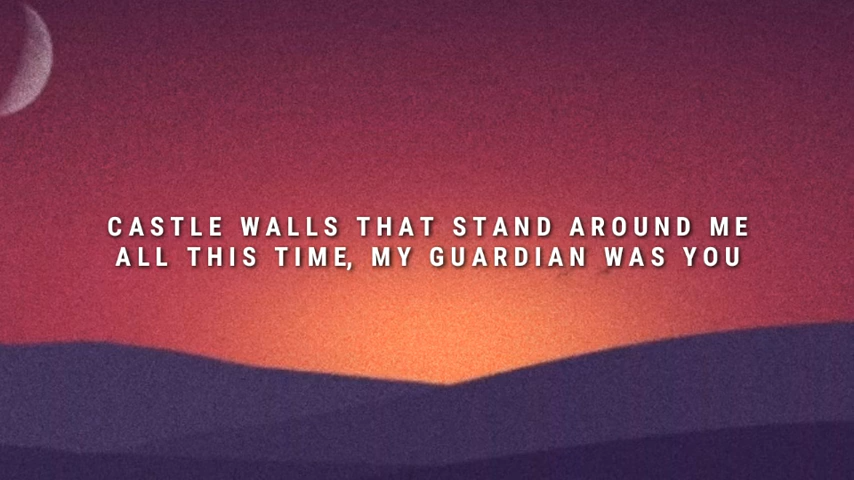 CASTLE WALLS THAT STAND AROUND ME
ALL THIS TIME, MY GUARDIAN WAS YOU